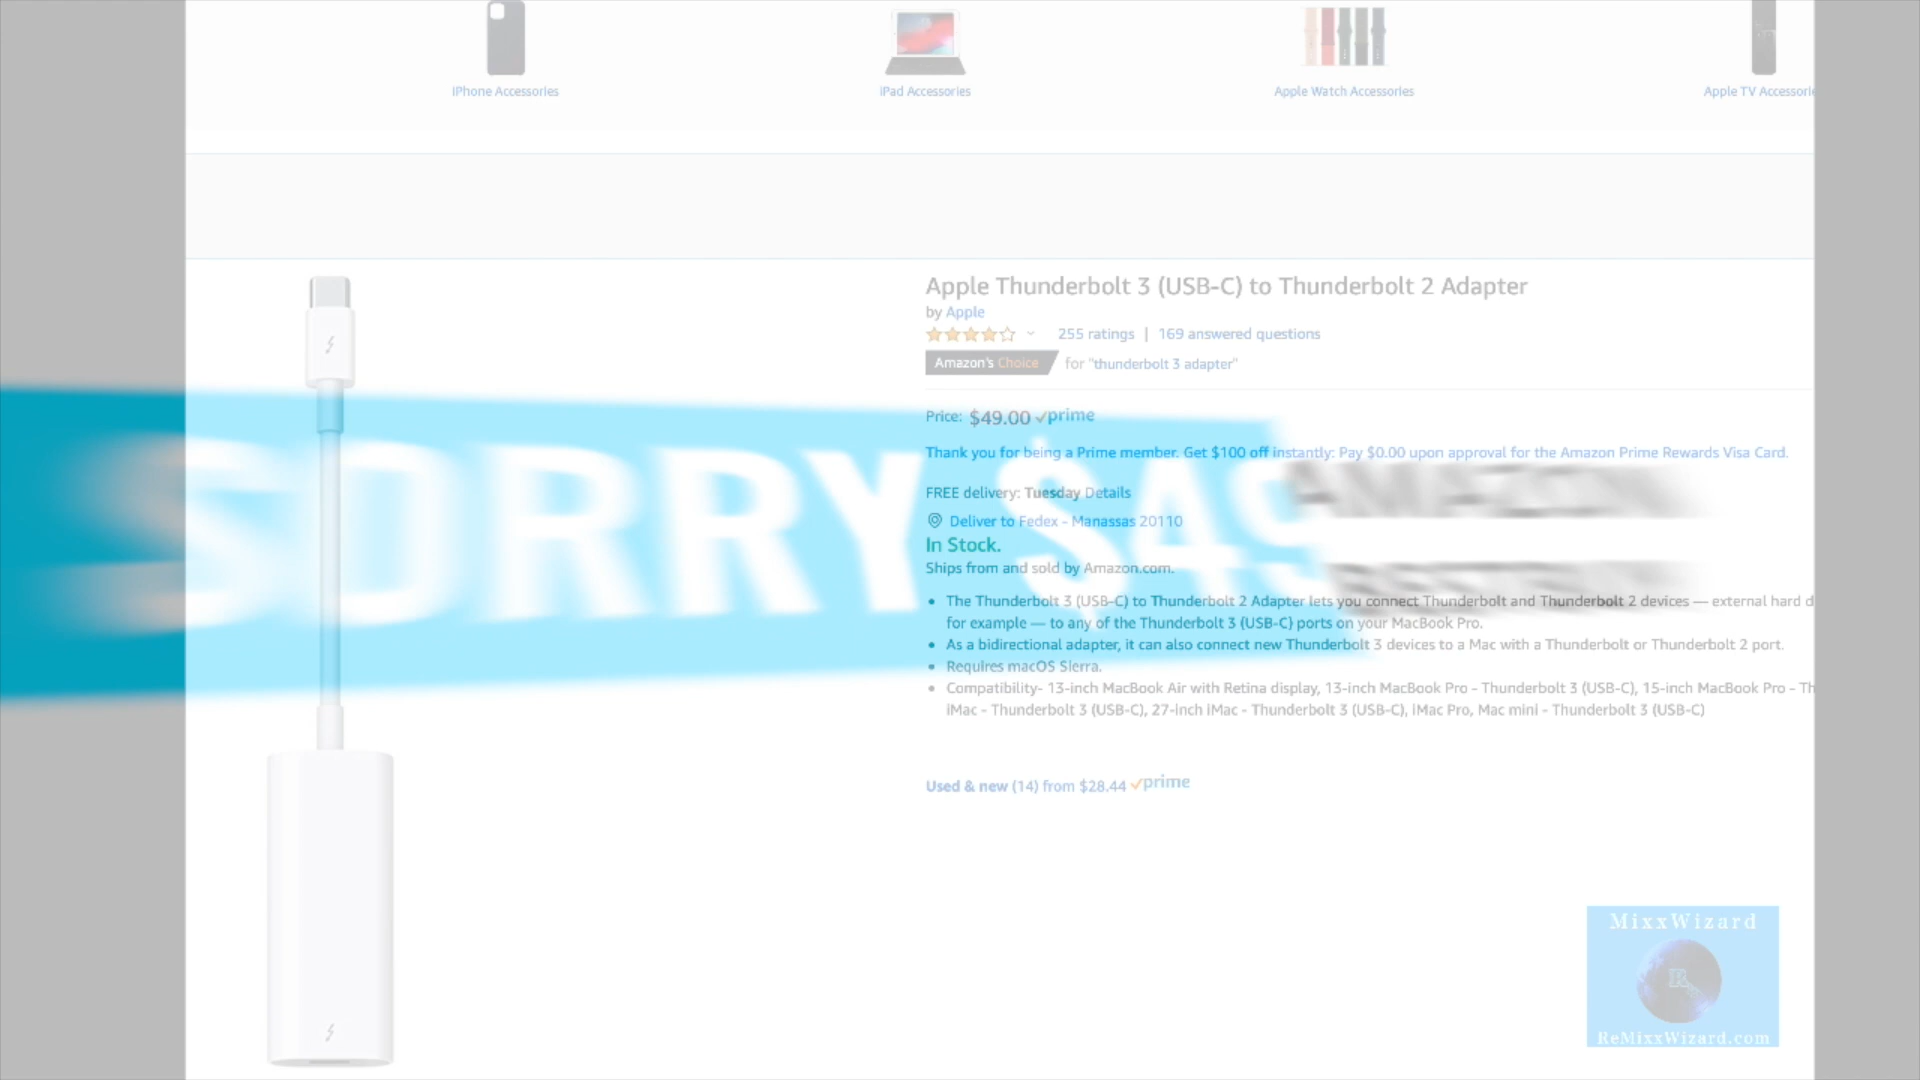 iPhone Accessories
iPad Accessories
Apple Watch Accessories
Apple TV Accessorie
Apple Thunderbolt 3 (USB-C) to Thunderbolt 2 Adapter
by Apple
255 ratings | 169 answered questions
Amazon's Choice for "thunderbolt 3 adapter"
Price: $49.00 prime
Thank you for being a Prime member. Get $100 off instantly: Pay $0.00 upon approval for the Amazon Prime Rewards Visa Card.
FREE delivery: Tuesday Details
Deliver to Fedex - Manassas 20110
In Stock.
Ships from and sold by Amazon.com.
SORRY $49
AMAZON
• The Thunderbolt 3 (USB-C) to Thunderbolt 2 Adapter lets you connect Thunderbolt and Thunderbolt 2 devices — external hard d
for example — to any of the Thunderbolt 3 (USB-C) ports on your MacBook Pro.
• As a bidirectional adapter, it can also connect new Thunderbolt 3 devices to a Mac with a Thunderbolt or Thunderbolt 2 port.
• Requires macOS Sierra.
• Compatibility- 13-inch MacBook Air with Retina display, 13-inch MacBook Pro - Thunderbolt 3 (USB-C), 15-inch MacBook Pro - Th
iMac - Thunderbolt 3 (USB-C), 27-inch iMac - Thunderbolt 3 (USB-C), iMac Pro, Mac mini - Thunderbolt 3 (USB-C)
Used & new (14) from $28.44 prime
MixxWizard
ReMixxWizard.com